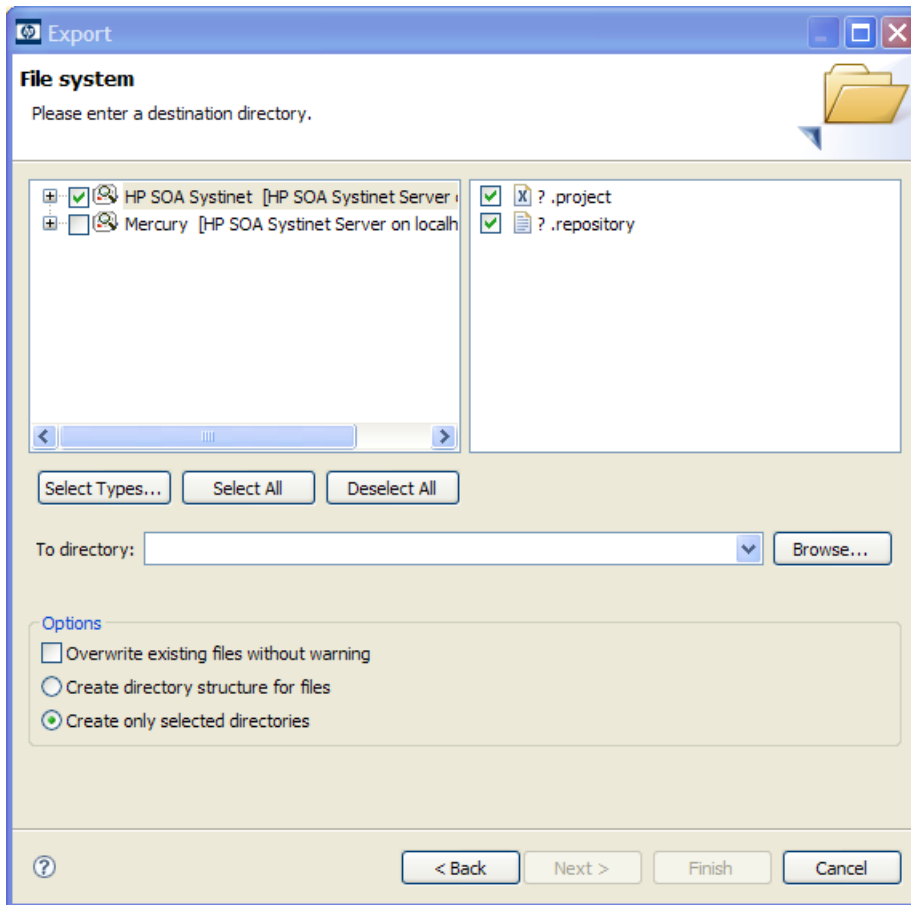 Export
File system
Please enter a destination directory.
HP SOA Systinet [HP SOA Systinet Server
Mercury [HP SOA Systinet Server on localh
? .project
? .repository
Select Types...
Select All
Deselect All
To directory:
Browse...
Options
Overwrite existing files without warning
Create directory structure for files
Create only selected directories
< Back
Next >
Finish
Cancel